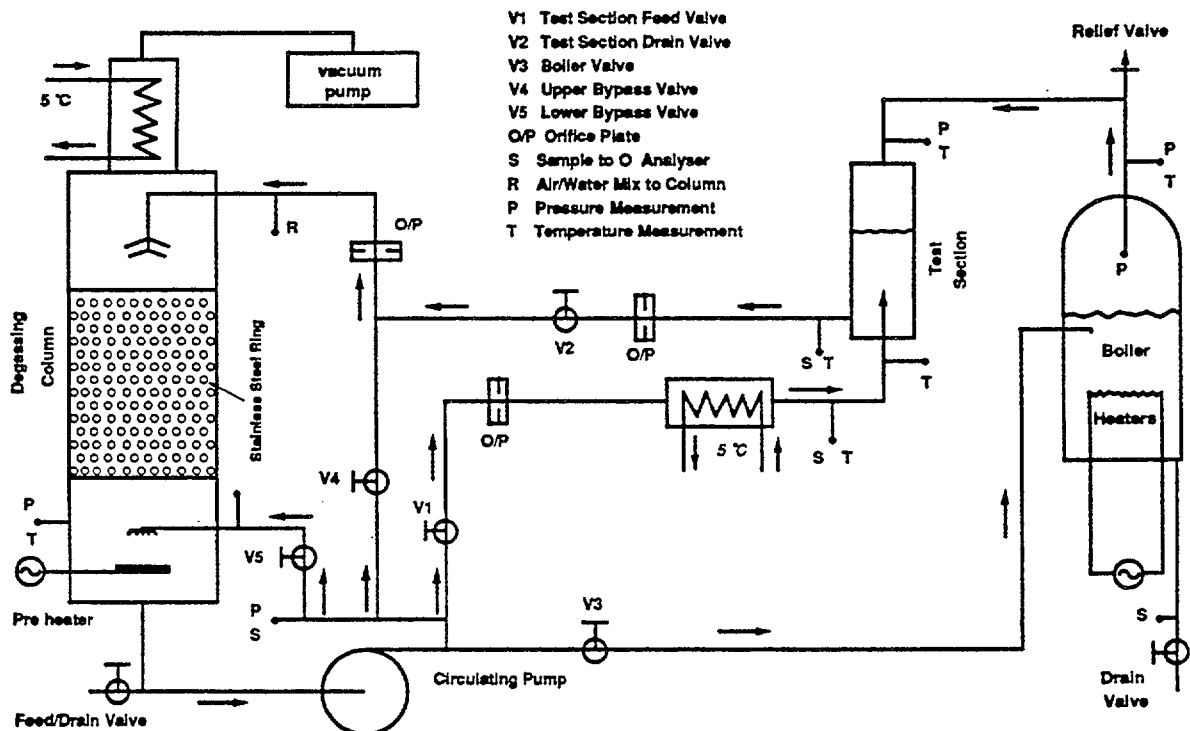 V1 Test Section Feed Valve
V2 Test Section Drain Valve
V3 Boiler Valve
V4 Upper Bypass Valve
V5 Lower Bypass Valve
O/P Orifice Plate
S Sample to O Analyser
R Air/Water Mix to Column
P Pressure Measurement
T Temperature Measurement
vacuum
pump
5 °C
Relief Valve
P
T
P
T
P
R
O/P
Test
Section
Degassing
Column
Stainless Steel Ring
V2
O/P
S T
T
Boiler
Heaters
O/P
5 °C
S T
V4
V1
P
T
V5
Pre heater
P
S
V3
S
Circulating Pump
Feed/Drain Valve
Drain
Valve